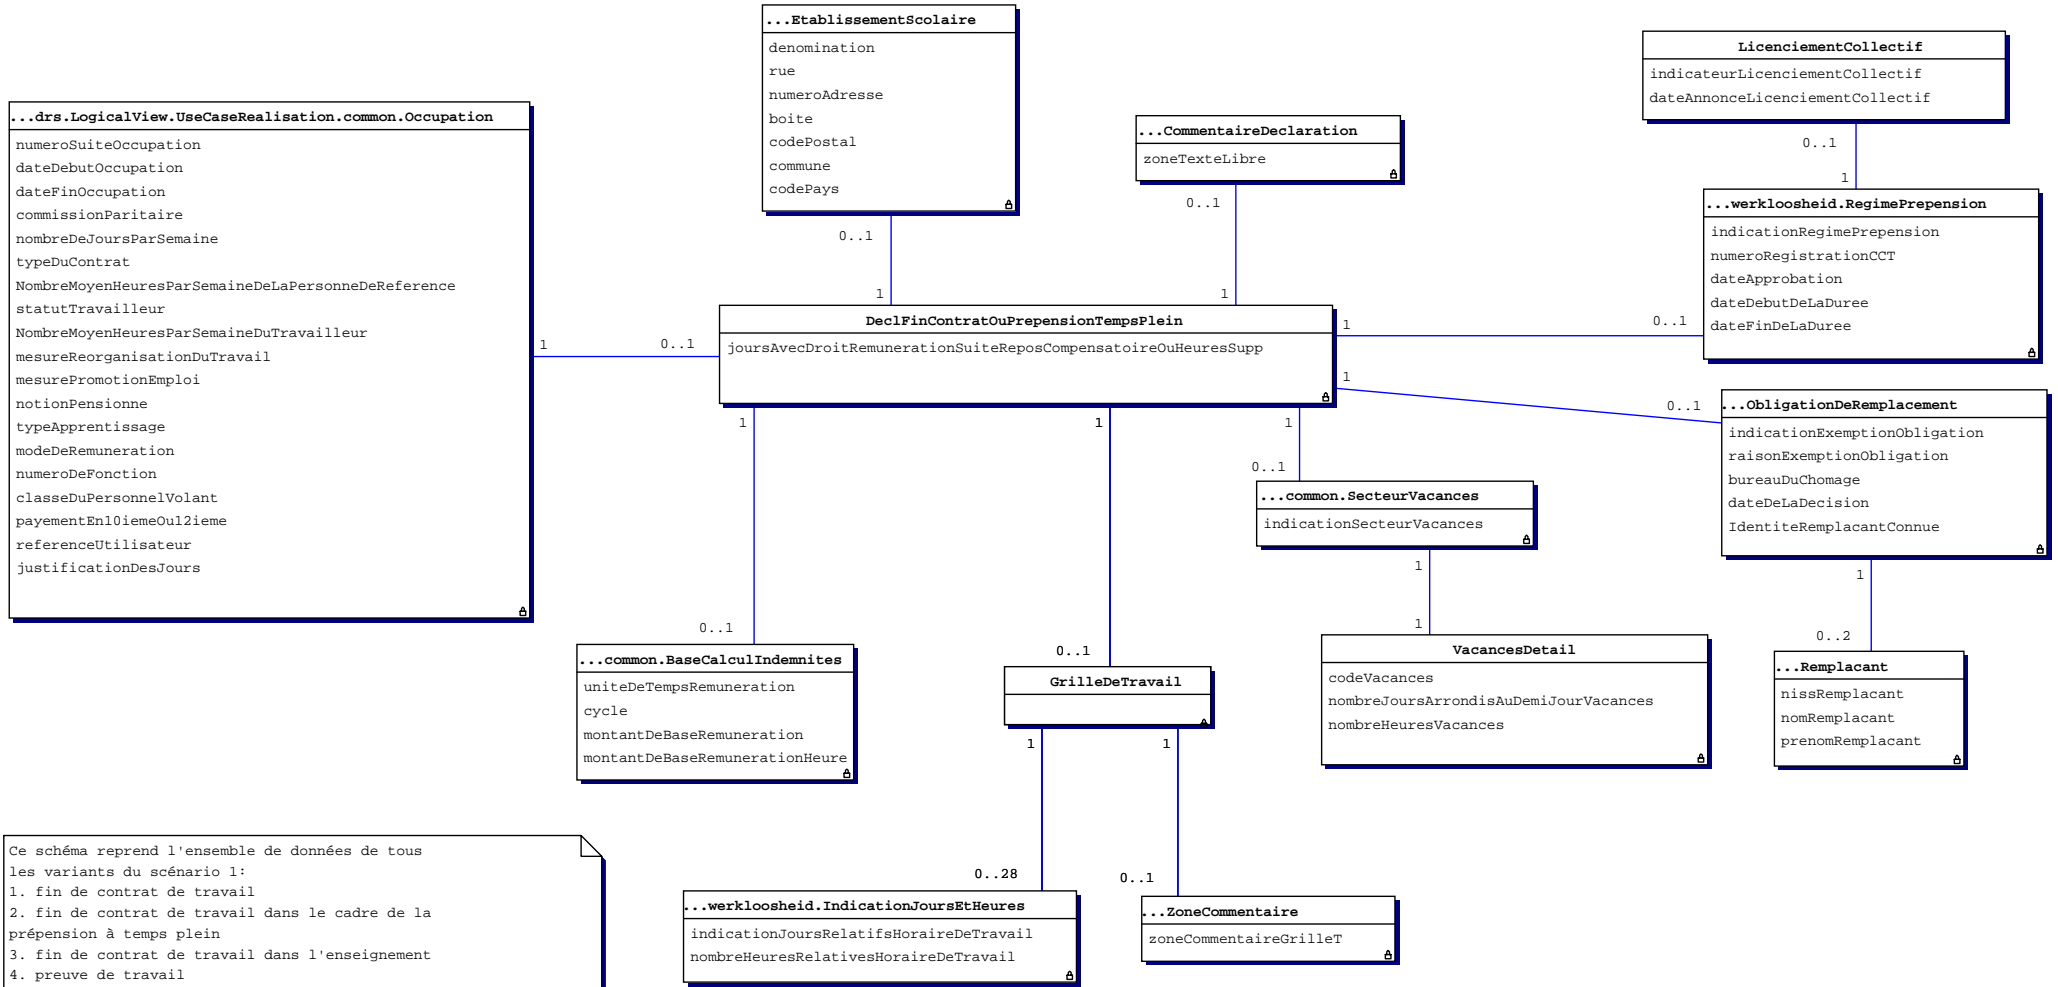 ...EtablissementScolaire
denomination
rue
numeroAdresse
boite
codePostal
commune
codePays
0..1
1
LicenciementCollectif
indicateurLicenciementCollectif
dateAnnonceLicenciementCollectif
0..1
1
...drs.LogicalView.UseCaseRealisation.common.Occupation
numeroSuiteOccupation
dateDebutOccupation
dateFinOccupation
commissionParitaire
nombreDeJoursParSemaine
typeDuContrat
NombreMoyenHeuresParSemaineDeLaPersonneDeReference
statutTravailleur
NombreMoyenHeuresParSemaineDuTravailleur
mesureReorganisationDuTravail
mesurePromotionEmploi
notionPensionne
typeApprentissage
modeDeRemuneration
numeroDeFonction
classeDuPersonnelVolant
payementEn10iemeOu12ieme
referenceUtilisateur
justificationDesJours
1
0..1
...CommentaireDeclaration
zoneTexteLibre
0..1
1
...werkloosheid.RegimePrepension
indicationRegimePrepension
numeroRegistrationCCT
dateApprobation
dateDebutDeLaDuree
dateFinDeLaDuree
DeclFinContratOuPrepensionTempsPlein
joursAvecDroitRemunerationSuiteReposCompensatoireOuHeuresSupp
1
0..1
1
0..1
...ObligationDeRemplacement
indicationExemptionObligation
raisonExemptionObligation
bureauDuChomage
dateDeLaDecision
IdentiteRemplacantConnue
1
0..2
1
0..1
1
0..1
1
0..1
...common.SecteurVacances
indicationSecteurVacances
1
1
...common.BaseCalculIndemnites
uniteDeTempsRemuneration
cycle
montantDeBaseRemuneration
montantDeBaseRemunerationHeure
GrilleDeTravail
1
0..28
1
0..1
VacancesDetail
codeVacances
nombreJoursArrondisAuDemiJourVacances
nombreHeuresVacances
...Remplacant
nissRemplacant
nomRemplacant
prenomRemplacant
Ce schéma reprend l'ensemble de données de tous
les variants du scénario 1:
1. fin de contrat de travail
2. fin de contrat de travail dans le cadre de la
prépension à temps plein
3. fin de contrat de travail dans l'enseignement
4. preuve de travail
...werkloosheid.IndicationJoursEtHeures
indicationJoursRelatifsHoraireDeTravail
nombreHeuresRelativesHoraireDeTravail
...ZoneCommentaire
zoneCommentaireGrilleT